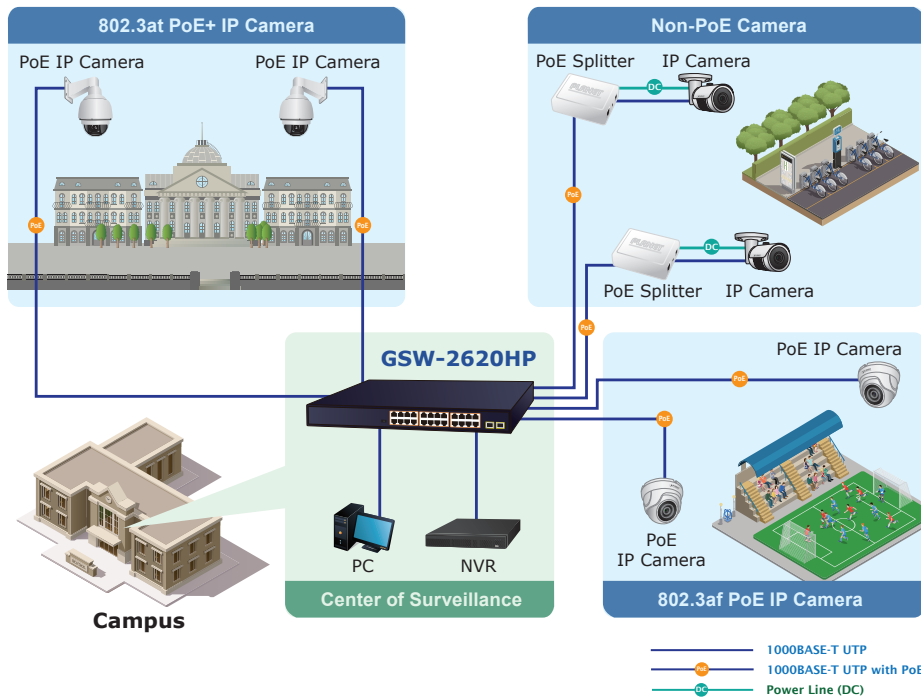 802.3at PoE+ IP Camera
PoE IP Camera
PoE IP Camera
PoE
PoE
Non-PoE Camera
PoE Splitter
IP Camera
DC
PLANET
PoE
PLANET
DC
PoE Splitter
IP Camera
PoE
GSW-2620HP
PC
NVR
Center of Surveillance
Campus
PoE IP Camera
PoE
PoE
PoE
IP Camera
802.3af PoE IP Camera
1000BASE-T UTP
PoE
1000BASE-T UTP with PoE
DC
Power Line (DC)